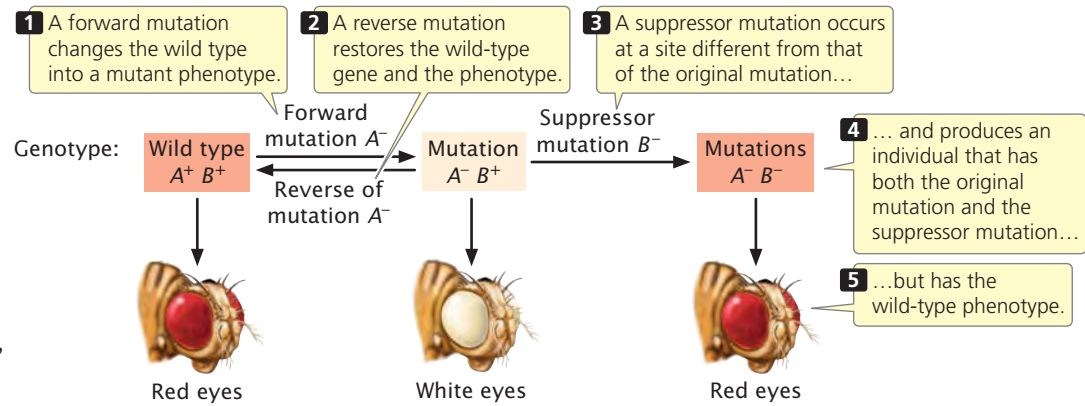 1 A forward mutation
changes the wild type
into a mutant phenotype.
2 A reverse mutation
restores the wild-type
gene and the phenotype.
3 A suppressor mutation occurs
at a site different from that
of the original mutation…
Genotype:
Wild type
A⁺ B⁺
Forward
mutation A⁻
Reverse of
mutation A⁻
Mutation
A⁻ B⁺
Suppressor
mutation B⁻
Mutations
A⁻ B⁻
4 … and produces an
individual that has
both the original
mutation and the
suppressor mutation…
5 …but has the
wild-type phenotype.
Red eyes
White eyes
Red eyes